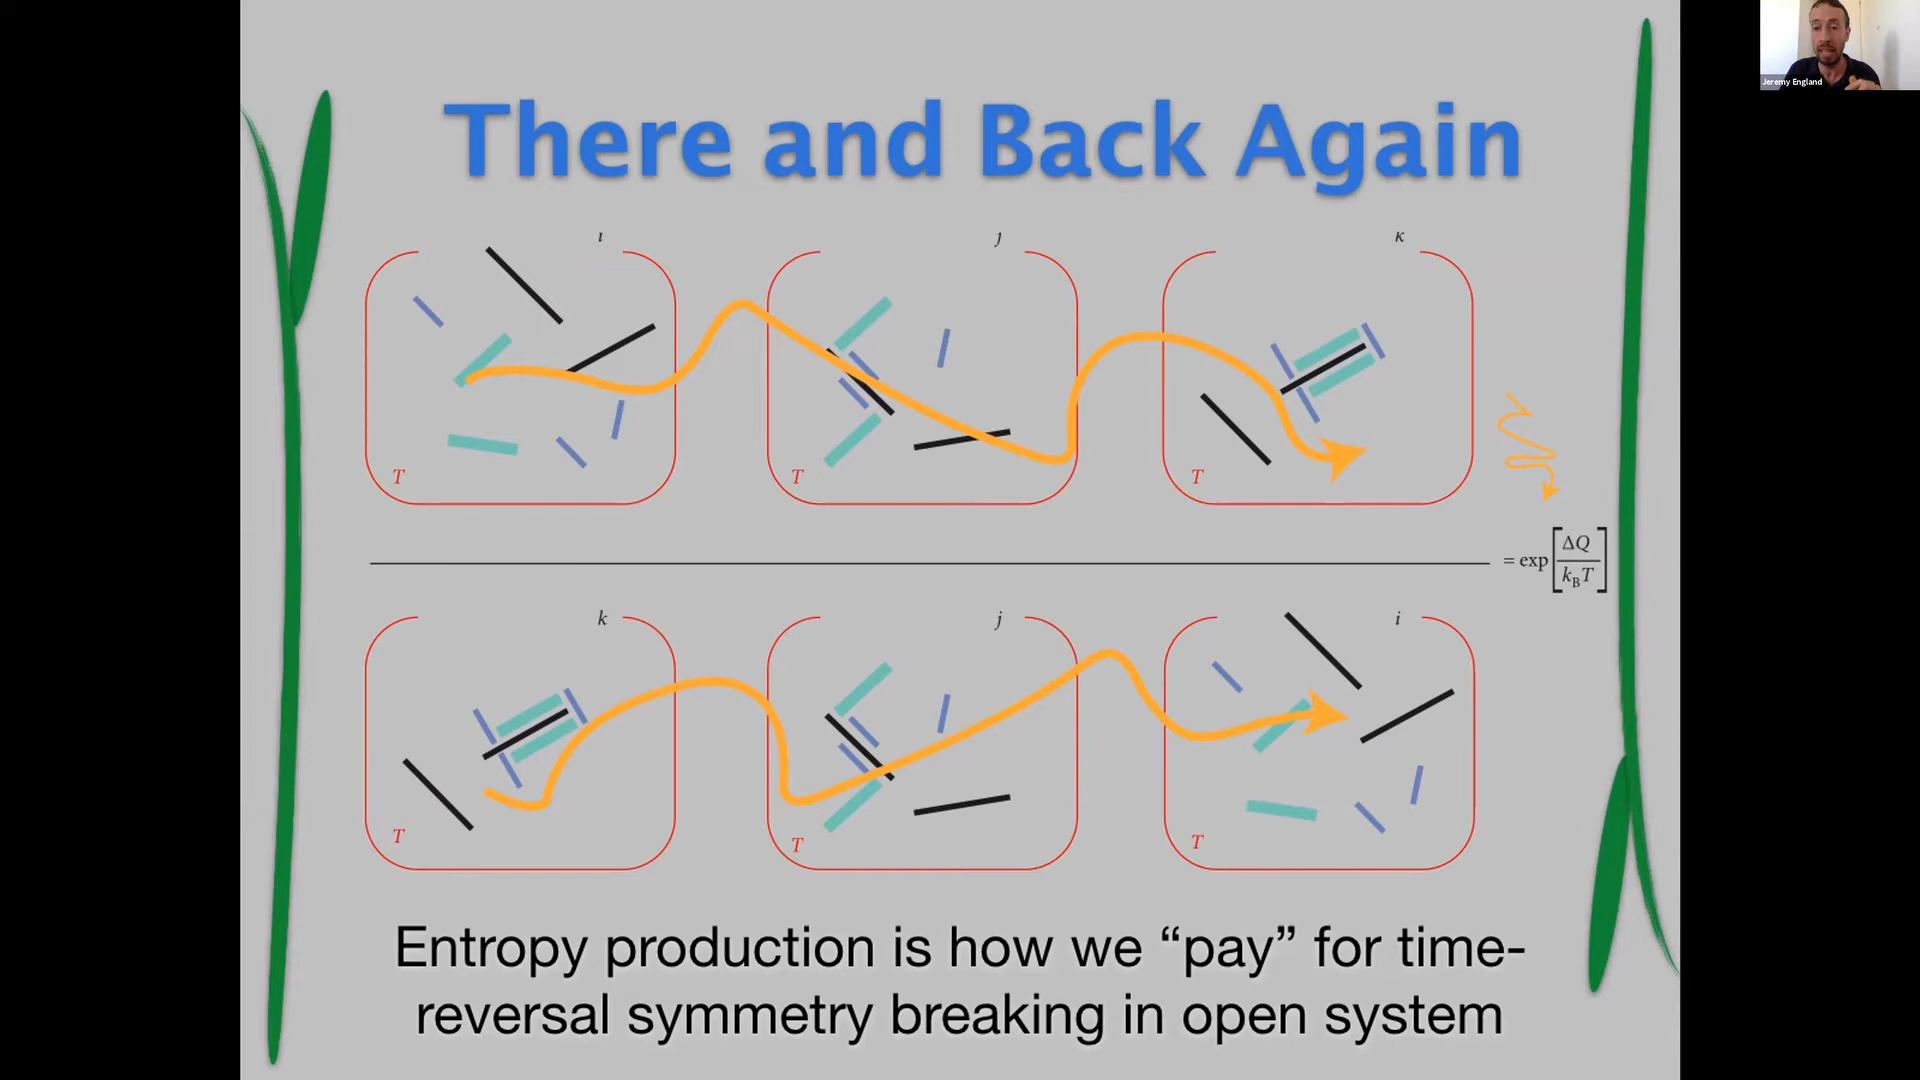 Jeremy England
There and Back Again
ι
J
κ
T
T
T
= exp[ΔQ/k_BT]
k
j
i
T
T
T
Entropy production is how we “pay” for time-
reversal symmetry breaking in open system